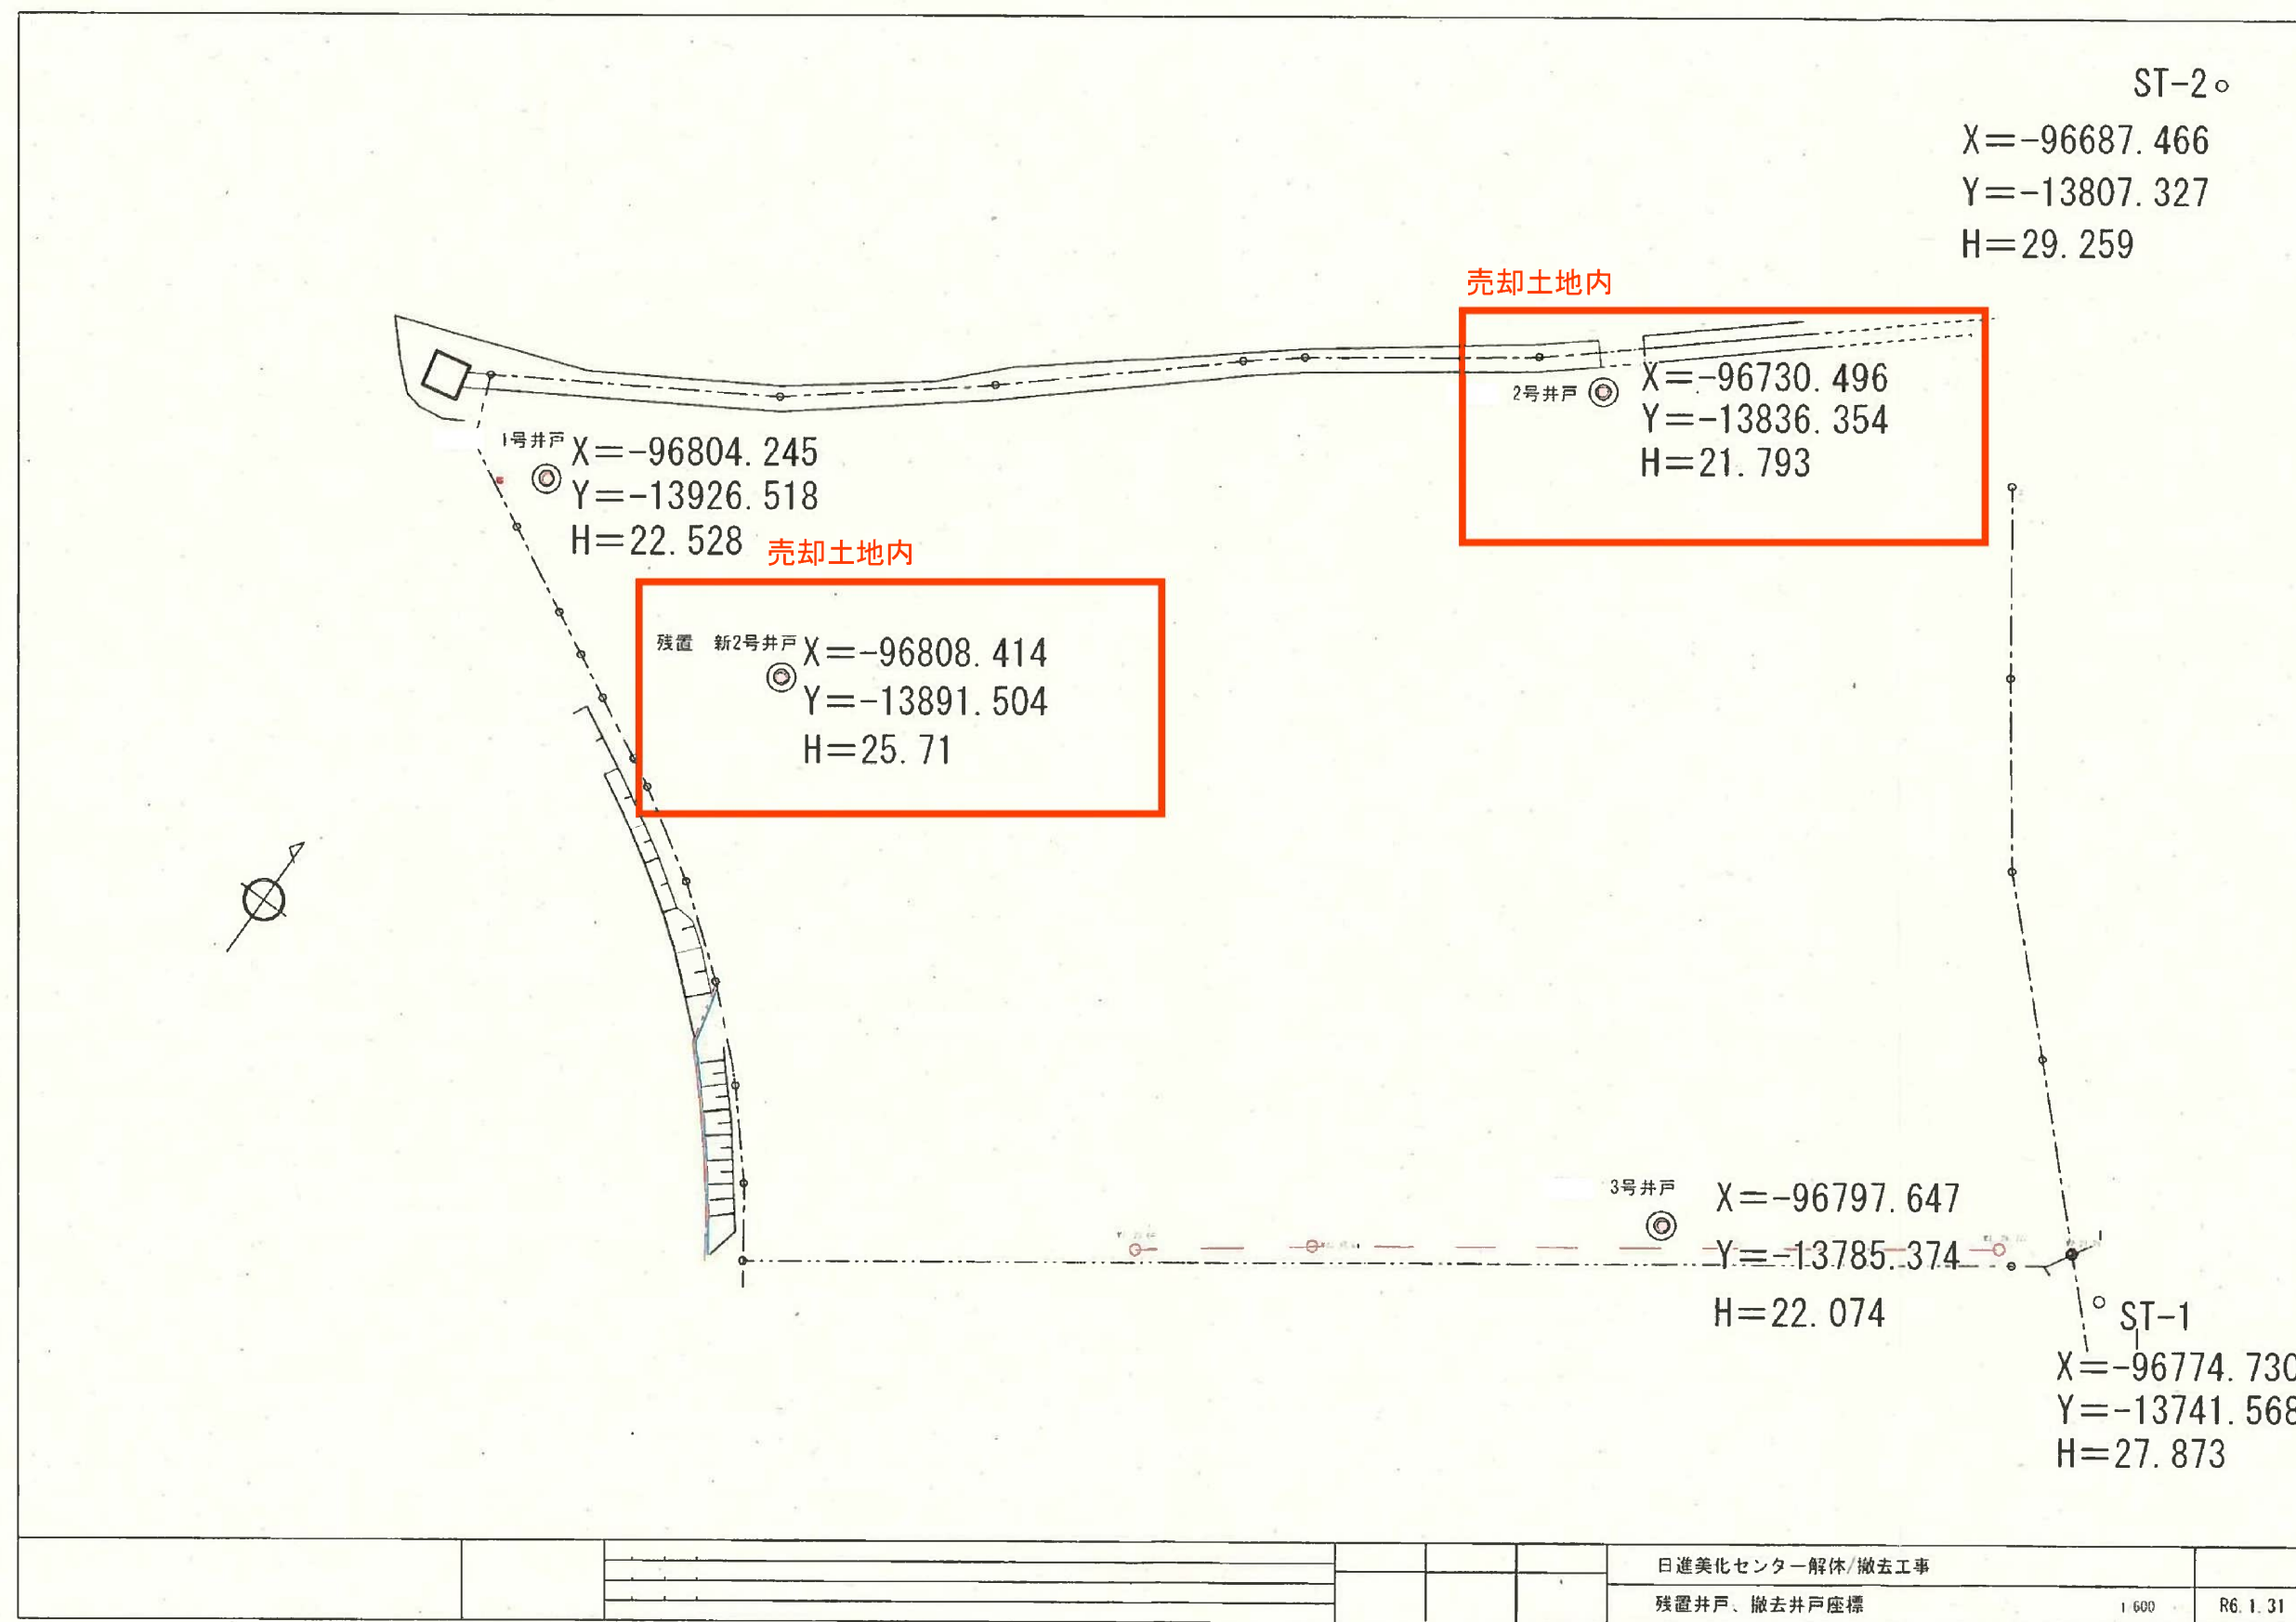 ST-2
X=-96687.466
Y=-13807.327
H=29.259
売却土地内
2号井戸
X=-96730.496
Y=-13836.354
H=21.793
1号井戸
X=-96804.245
Y=-13926.518
H=22.528
売却土地内
残置 新2号井戸
X=-96808.414
Y=-13891.504
H=25.71
3号井戸
X=-96797.647
Y=-13785.374
H=22.074
ST-1
X=-96774.730
Y=-13741.568
H=27.873
日進美化センター解体/撤去工事
残置井戸、撤去井戸座標
1 600
R6.1.31